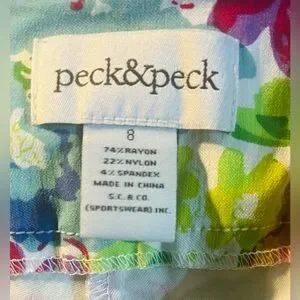 peck&peck
8
74%RAYON
22%NYLON
4% SPANDEX
MADE IN CHINA
S.C. & CO.
(SPORTSWEAR) INC.